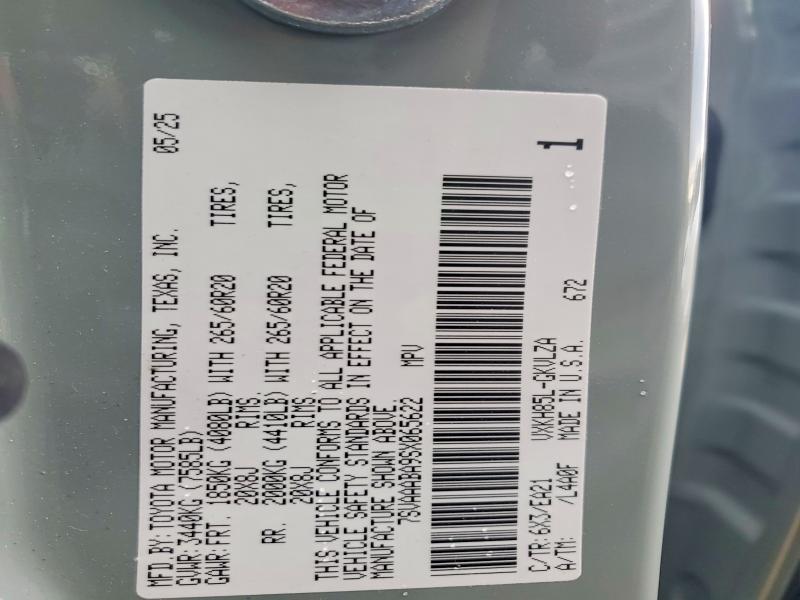 MFD.BY: TOYOTA MOTOR MANUFACTURING, TEXAS, INC. 05/25
GVWR: 3440KG (7585LB)
GAWR: FRT. 1850KG (4080LB) WITH 265/60R20 TIRES,
20X8J RIMS.
RR. 2000KG (4410LB) WITH 265/60R20 TIRES,
20X8J RIMS.
THIS VEHICLE CONFORMS TO ALL APPLICABLE FEDERAL MOTOR
VEHICLE SAFETY STANDARDS IN EFFECT ON THE DATE OF
MANUFACTURE SHOWN ABOVE.
7SVAAABA9SX065622 MPV
C/TR: 6X3/EA21 VXKH85L-GKVLZA
A/TM: /L4A0F MADE IN U.S.A. 672
1